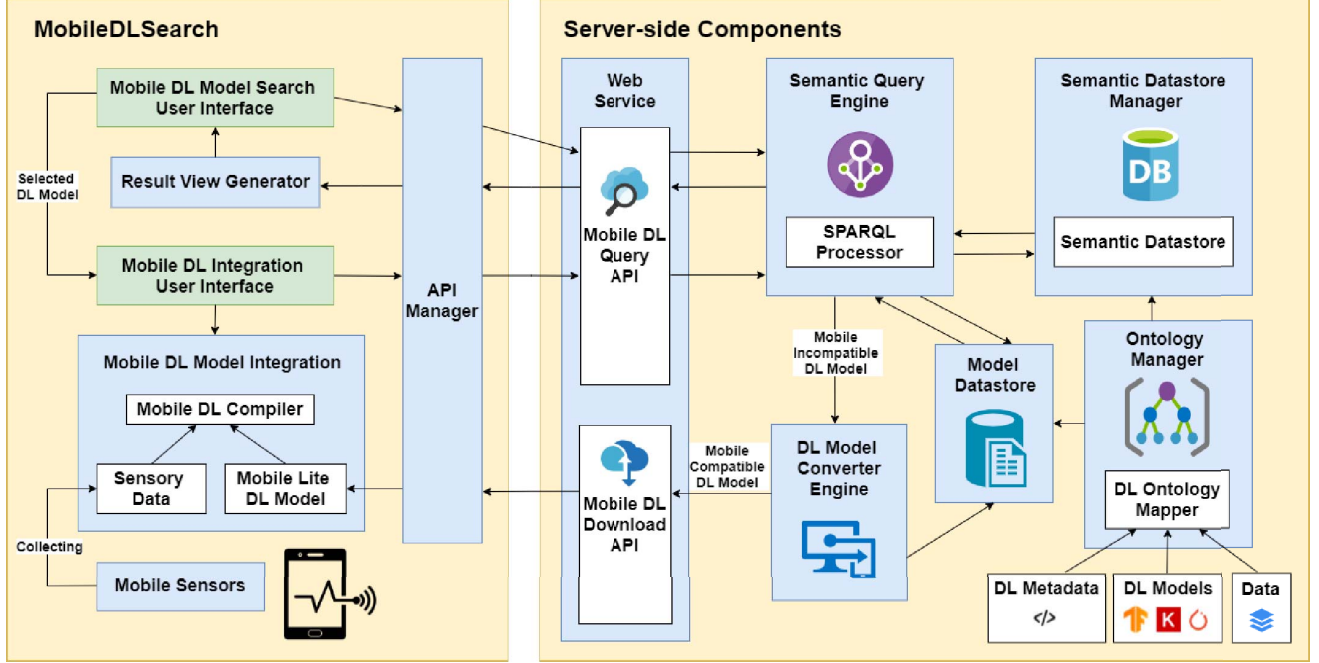 MobileDLSearch
Mobile DL Model Search
User Interface
Result View Generator
Selected
DL Model
Mobile DL Integration
User Interface
Mobile DL Model Integration
Mobile DL Compiler
Sensory
Data
Mobile Lite
DL Model
Collecting
Mobile Sensors
API
Manager
Server-side Components
Web
Service
Mobile DL
Query
API
Mobile DL
Download
API
Semantic Query
Engine
SPARQL
Processor
Semantic Datastore
Manager
DB
Semantic Datastore
Mobile
Incompatible
DL Model
Model
Datastore
Ontology
Manager
DL Ontology
Mapper
Mobile
Compatible
DL Model
DL Model
Converter
Engine
DL Metadata
</>
DL Models
K
Data